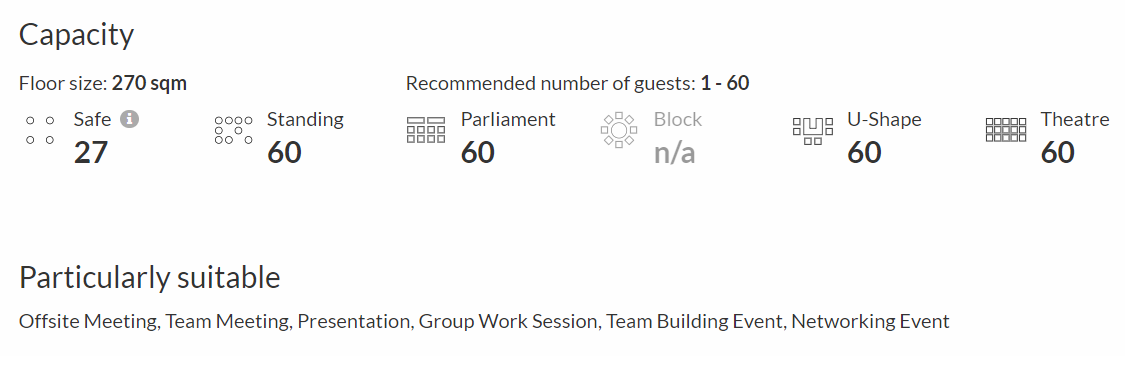 Capacity
Floor size: 270 sqm
Recommended number of guests: 1 - 60
Safe i
27
Standing
60
Parliament
60
Block
n/a
U-Shape
60
Theatre
60
Particularly suitable
Offsite Meeting, Team Meeting, Presentation, Group Work Session, Team Building Event, Networking Event